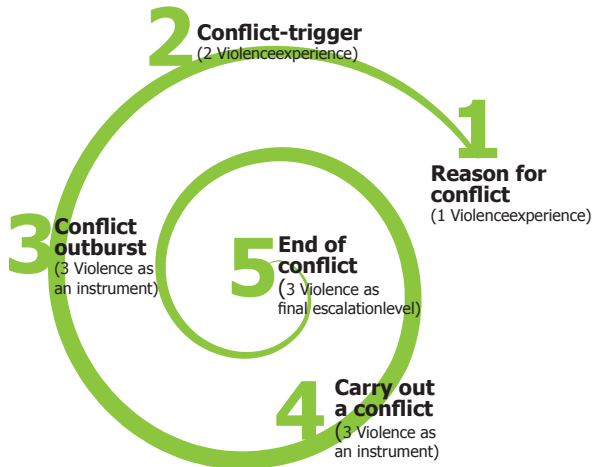 1
Reason for
conflict
(1 Violenceexperience)
2
Conflict-trigger
(2 Violenceexperience)
3
Conflict
outburst
(3 Violence as
an instrument)
4
Carry out
a conflict
(3 Violence as
an instrument)
5
End of
conflict
(3 Violence as
final escalationlevel)